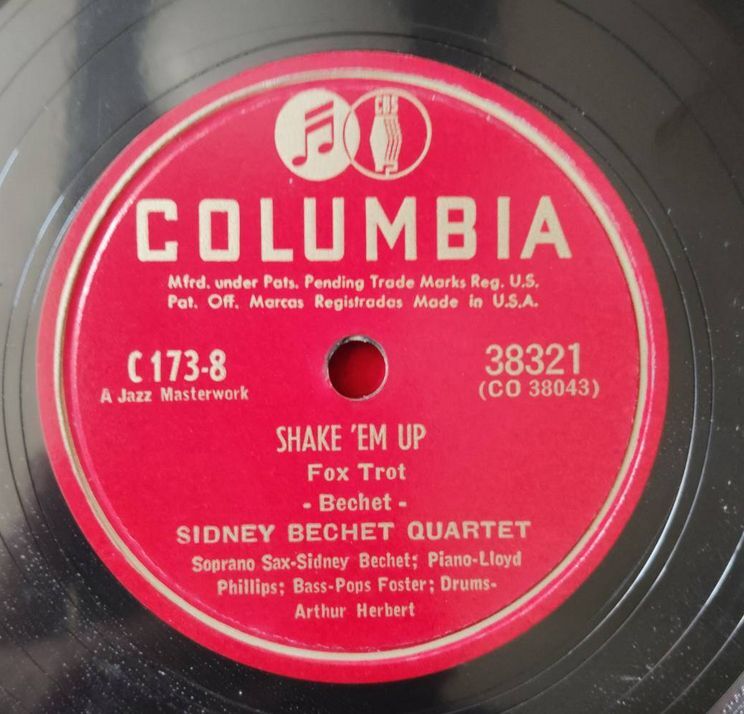 CBS
COLUMBIA
Mfrd. under Pats. Pending Trade Marks Reg. U.S.
Pat. Off. Marcas Registradas Made in U.S.A.
C 173-8
A Jazz Masterwork
38321
(CO 38043)
SHAKE 'EM UP
Fox Trot
- Bechet -
SIDNEY BECHET QUARTET
Soprano Sax-Sidney Bechet; Piano-Lloyd
Phillips; Bass-Pops Foster; Drums-
Arthur Herbert